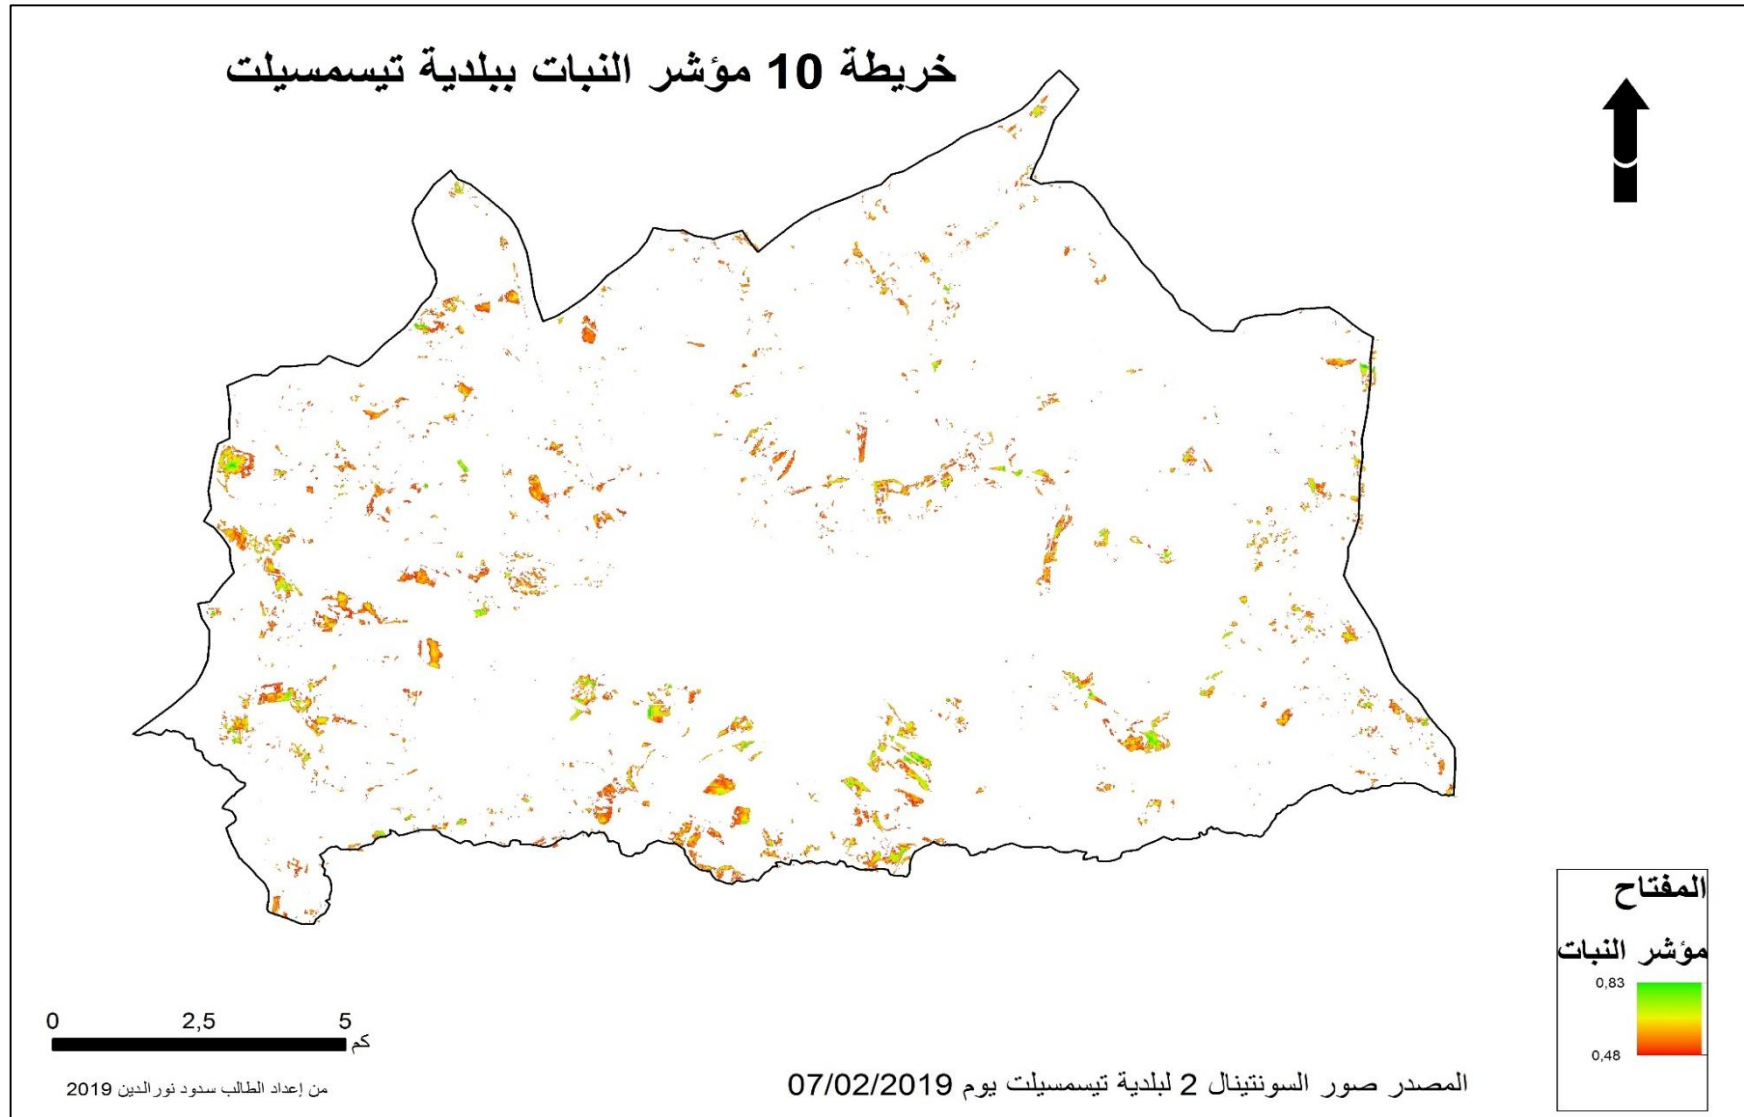 خريطة 10 مؤشر النبات ببلدية تيسمسيلت
المفتاح
مؤشر النبات
0,83
0,48
0 2,5 5
كم
المصدر صور السونتينال 2 لبلدية تيسمسيلت يوم 07/02/2019
من إعداد الطالب سدود نورالدين 2019